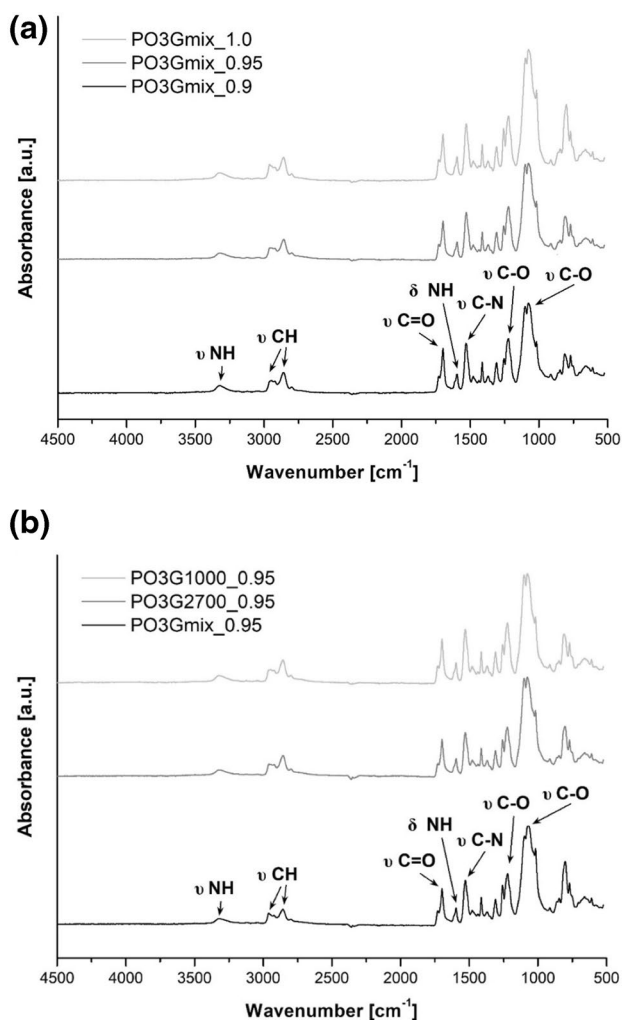 (a)
PO3Gmix_1.0
PO3Gmix_0.95
PO3Gmix_0.9
Absorbance [a.u.]
υ C-O
υ C-O
δ NH
υ C-N
υ C=O
υ NH
υ CH
4500 4000 3500 3000 2500 2000 1500 1000 500
Wavenumber [cm⁻¹]
(b)
PO3G1000_0.95
PO3G2700_0.95
PO3Gmix_0.95
Absorbance [a.u.]
υ C-O
υ C-O
δ NH
υ C-N
υ C=O
υ NH
υ CH
4500 4000 3500 3000 2500 2000 1500 1000 500
Wavenumber [cm⁻¹]